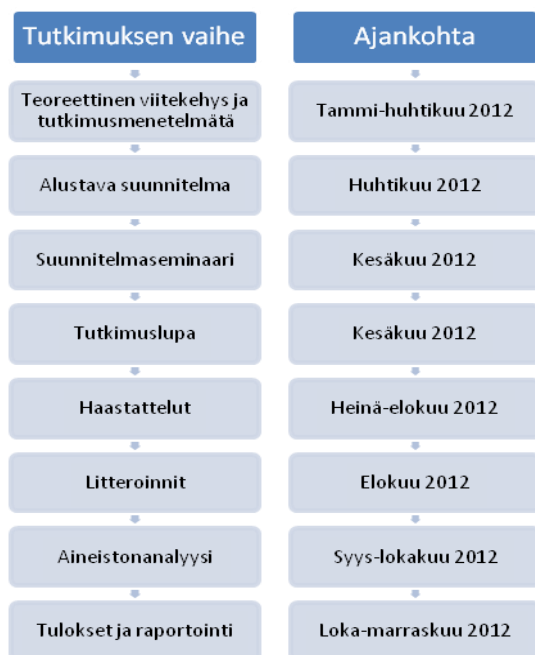 Tutkimuksen vaihe
Ajankohta
Teoreettinen viitekehys ja
tutkimusmenetelmätä
Tammi-huhtikuu 2012
Alustava suunnitelma
Huhtikuu 2012
Suunnitelmaseminaari
Kesäkuu 2012
Tutkimuslupa
Kesäkuu 2012
Haastattelut
Heinä-elokuu 2012
Litteroinnit
Elokuu 2012
Aineistonanalyysi
Syys-lokakuu 2012
Tulokset ja raportointi
Loka-marraskuu 2012